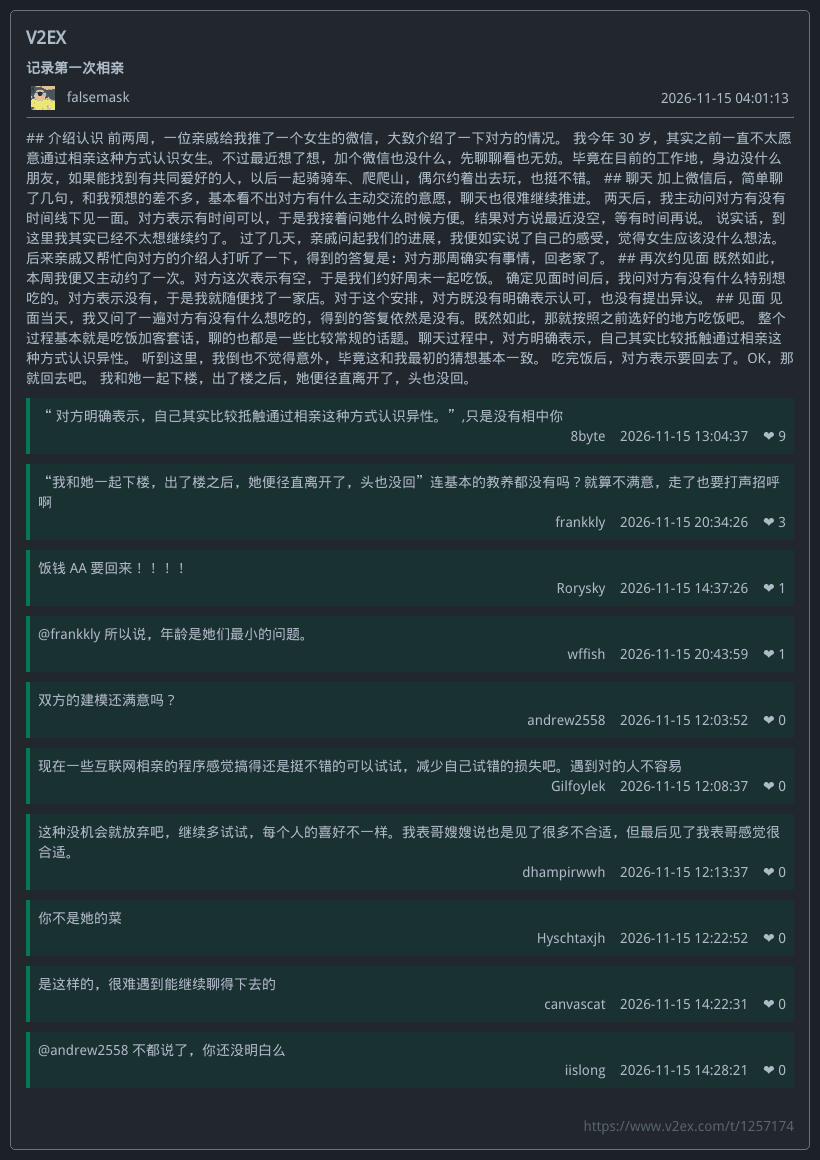 V2EX
记录第一次相亲
falsemask
2026-11-15 04:01:13
## 介绍认识 前两周，一位亲戚给我推了一个女生的微信，大致介绍了一下对方的情况。 我今年 30 岁，其实之前一直不太愿
意通过相亲这种方式认识女生。不过最近想了想，加个微信也没什么，先聊聊看也无妨。毕竟在目前的工作地，身边没什么
朋友，如果能找到有共同爱好的人，以后一起骑骑车、爬爬山，偶尔约着出去玩，也挺不错。 ## 聊天 加上微信后，简单聊
了几句，和我预想的差不多，基本看不出对方有什么主动交流的意愿，聊天也很难继续推进。 两天后，我主动问对方有没有
时间线下见一面。对方表示有时间可以，于是我接着问她什么时候方便。结果对方说最近没空，等有时间再说。 说实话，到
这里我其实已经不太想继续约了。 过了几天，亲戚问起我们的进展，我便如实说了自己的感受，觉得女生应该没什么想法。
后来亲戚又帮忙向对方的介绍人打听了一下，得到的答复是：对方那周确实有事情，回老家了。 ## 再次约见面 既然如此，
本周我便又主动约了一次。对方这次表示有空，于是我们约好周末一起吃饭。 确定见面时间后，我问对方有没有什么特别想
吃的。对方表示没有，于是我就随便找了一家店。对于这个安排，对方既没有明确表示认可，也没有提出异议。 ## 见面 见
面当天，我又问了一遍对方有没有什么想吃的，得到的答复依然是没有。既然如此，那就按照之前选好的地方吃饭吧。 整个
过程基本就是吃饭加客套话，聊的也都是一些比较常规的话题。聊天过程中，对方明确表示，自己其实比较抵触通过相亲这
种方式认识异性。 听到这里，我倒也不觉得意外，毕竟这和我最初的猜想基本一致。 吃完饭后，对方表示要回去了。OK，那
就回去吧。 我和她一起下楼，出了楼之后，她便径直离开了，头也没回。
“ 对方明确表示，自己其实比较抵触通过相亲这种方式认识异性。” ,只是没有相中你
8byte 2026-11-15 13:04:37 ❤ 9
“我和她一起下楼，出了楼之后，她便径直离开了，头也没回”连基本的教养都没有吗？就算不满意，走了也要打声招呼
啊
frankkly 2026-11-15 20:34:26 ❤ 3
饭钱 AA 要回来！！！！
Rorysky 2026-11-15 14:37:26 ❤ 1
@frankkly 所以说，年龄是她们最小的问题。
wffish 2026-11-15 20:43:59 ❤ 1
双方的建模还满意吗？
andrew2558 2026-11-15 12:03:52 ❤ 0
现在一些互联网相亲的程序感觉搞得还是挺不错的可以试试，减少自己试错的损失吧。遇到对的人不容易
Gilfoylek 2026-11-15 12:08:37 ❤ 0
这种没机会就放弃吧，继续多试试，每个人的喜好不一样。我表哥嫂嫂说也是见了很多不合适，但最后见了我表哥感觉很
合适。
dhampirwwh 2026-11-15 12:13:37 ❤ 0
你不是她的菜
Hyschtaxjh 2026-11-15 12:22:52 ❤ 0
是这样的，很难遇到能继续聊得下去的
canvascat 2026-11-15 14:22:31 ❤ 0
@andrew2558 不都说了，你还没明白么
iislong 2026-11-15 14:28:21 ❤ 0
https://www.v2ex.com/t/1257174